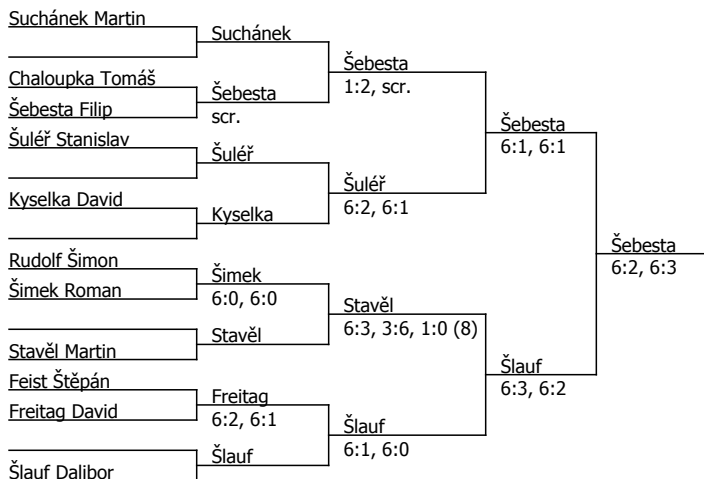 Suchánek Martin
Suchánek
Šebesta
1:2, scr.
Chaloupka Tomáš
Šebesta
scr.
Šebesta Filip
Šebesta
6:1, 6:1
Šuléř Stanislav
Šuléř
Šuléř
6:2, 6:1
Kyselka David
Kyselka
Šebesta
6:2, 6:3
Rudolf Šimon
Šimek
6:0, 6:0
Šimek Roman
Stavěl
6:3, 3:6, 1:0 (8)
Stavěl
Stavěl Martin
Šlauf
6:3, 6:2
Feist Štěpán
Freitag
6:2, 6:1
Freitag David
Šlauf
6:1, 6:0
Šlauf
Šlauf Dalibor